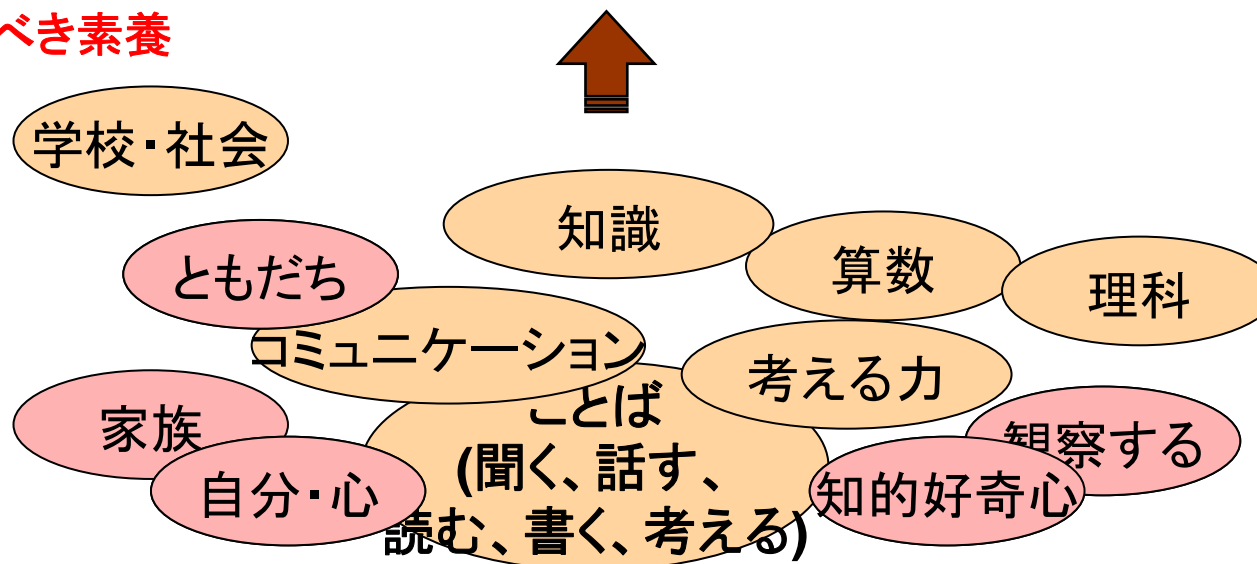 べき素養
学校・社会
知識
算数
ともだち
理科
コミュニケーション
考える力
ことば
家族
観察する
(聞く、話す、
自分・心
知的好奇心
読む、書く、考える)